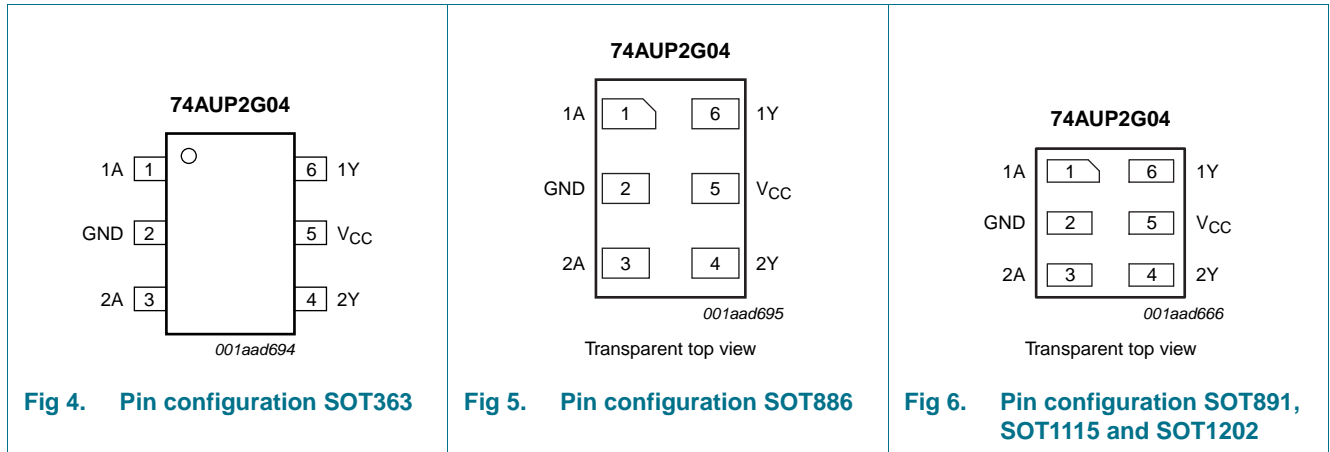 74AUP2G04
1A 1 6 1Y
GND 2 5 VCC
2A 3 4 2Y
001aad694
Fig 4. Pin configuration SOT363
74AUP2G04
1A 1 6 1Y
GND 2 5 VCC
2A 3 4 2Y
001aad695
Transparent top view
Fig 5. Pin configuration SOT886
74AUP2G04
1A 1 6 1Y
GND 2 5 VCC
2A 3 4 2Y
001aad666
Transparent top view
Fig 6. Pin configuration SOT891,
SOT1115 and SOT1202